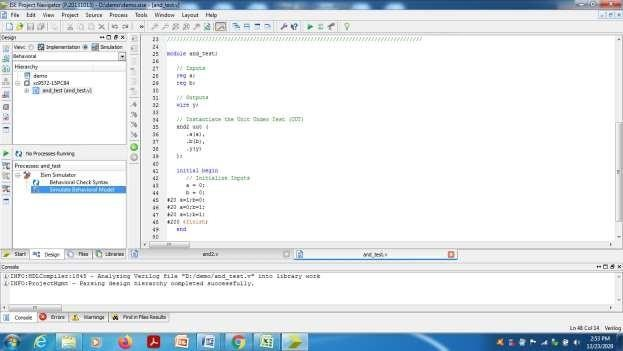 ISE Project Navigator (P.20131013) - D:\demo\demo.xise - [and_test.v]
File Edit View Project Source Process Tools Window Layout Help
Design
View: Implementation Simulation
Behavioral
Hierarchy
demo
xc9572-15PC84
and_test (and_test.v)
No Processes Running
Processes: and_test
ISim Simulator
Behavioral Check Syntax
Simulate Behavioral Model
Start Design Files Libraries
23 ////////////////////////////////////////////////////////////////////////////////
24
25 module and_test;
26
27 // Inputs
28 reg a;
29 reg b;
30
31 // Outputs
32 wire y;
33
34 // Instantiate the Unit Under Test (UUT)
35 and2 uut (
36 .a(a),
37 .b(b),
38 .y(y)
39 );
40
41 initial begin
42 // Initialize Inputs
43 a = 0;
44 b = 0;
45 #20 a=1;b=0;
46 #20 a=0;b=1;
47 #20 a=1;b=1;
48 #200 $finish;
49 end
50
and2.v and_test.v
Console
INFO:HDLCompiler:1845 - Analyzing Verilog file "D:/demo/and_test.v" into library work
INFO:ProjectMgmt - Parsing design hierarchy completed successfully.
Console Errors Warnings Find in Files Results
Ln 48 Col 14 Verilog
2:53 PM
12/23/2020